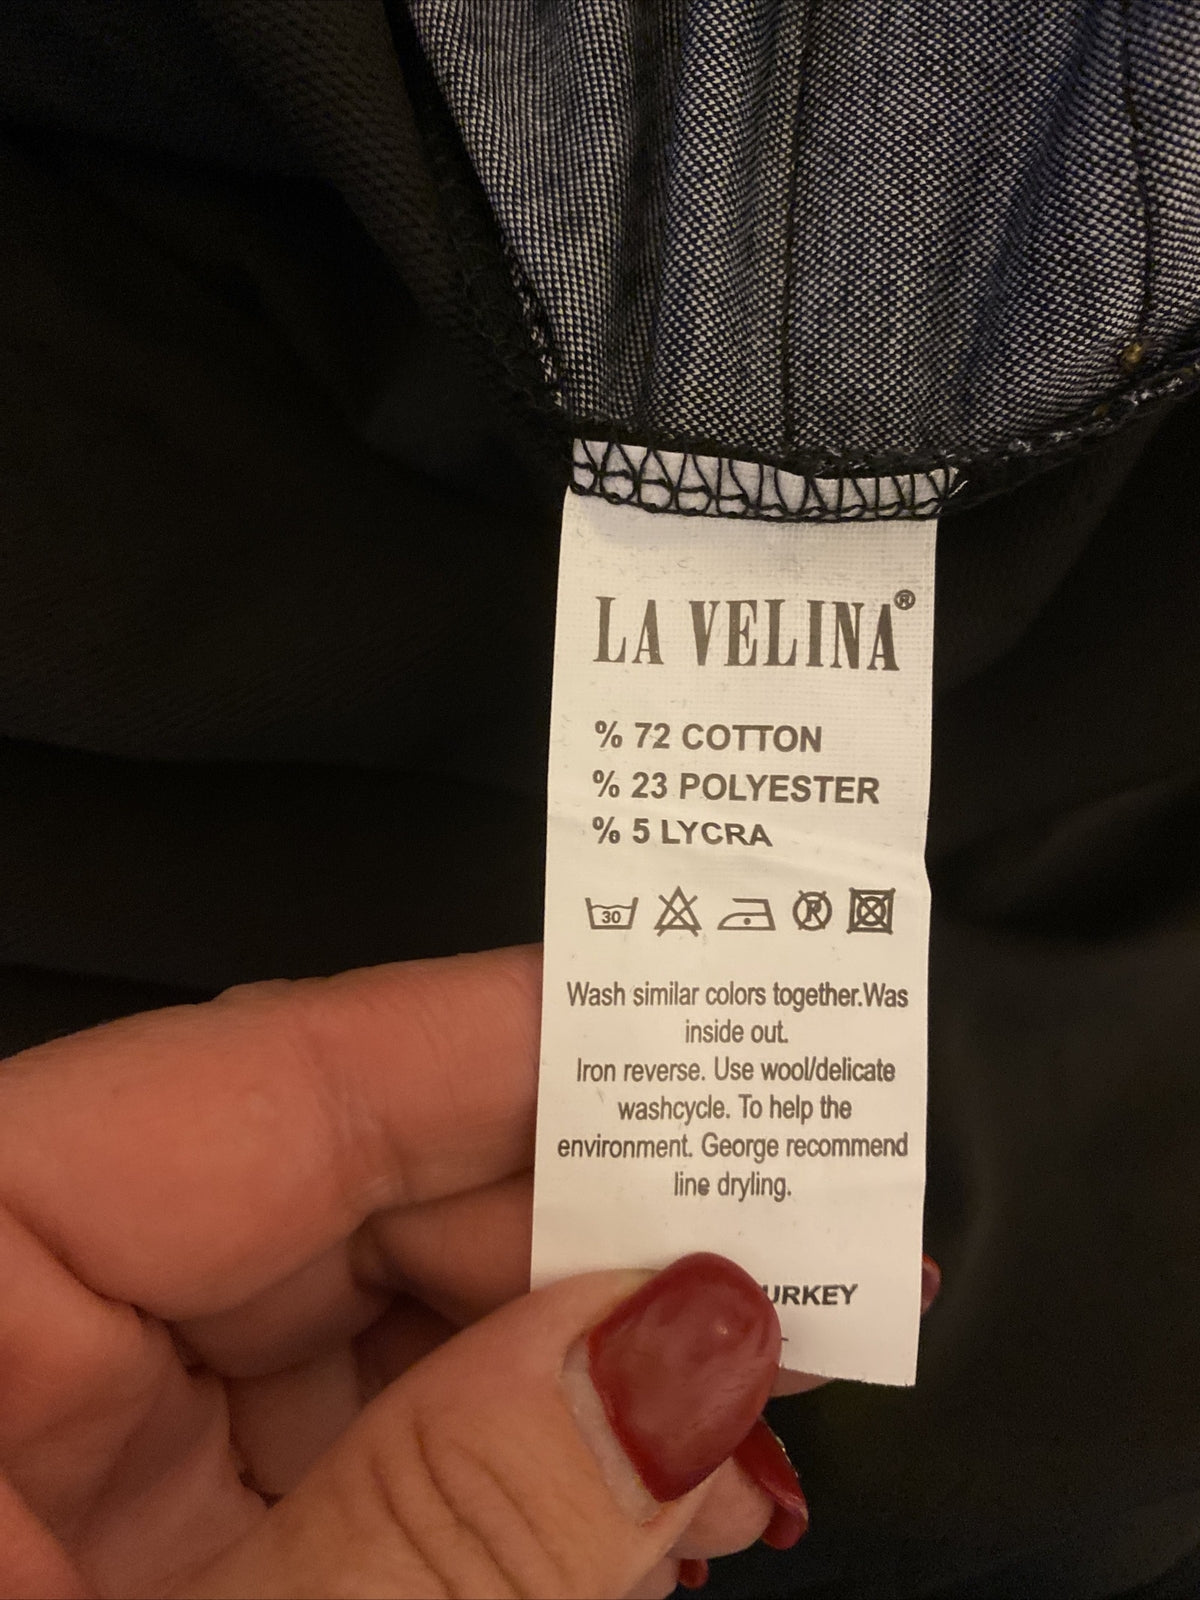 LA VELINA®
% 72 COTTON
% 23 POLYESTER
% 5 LYCRA
30
R
Wash similar colors together.Was
inside out.
Iron reverse. Use wool/delicate
washcycle. To help the
environment. George recommend
line dryling.
URKEY